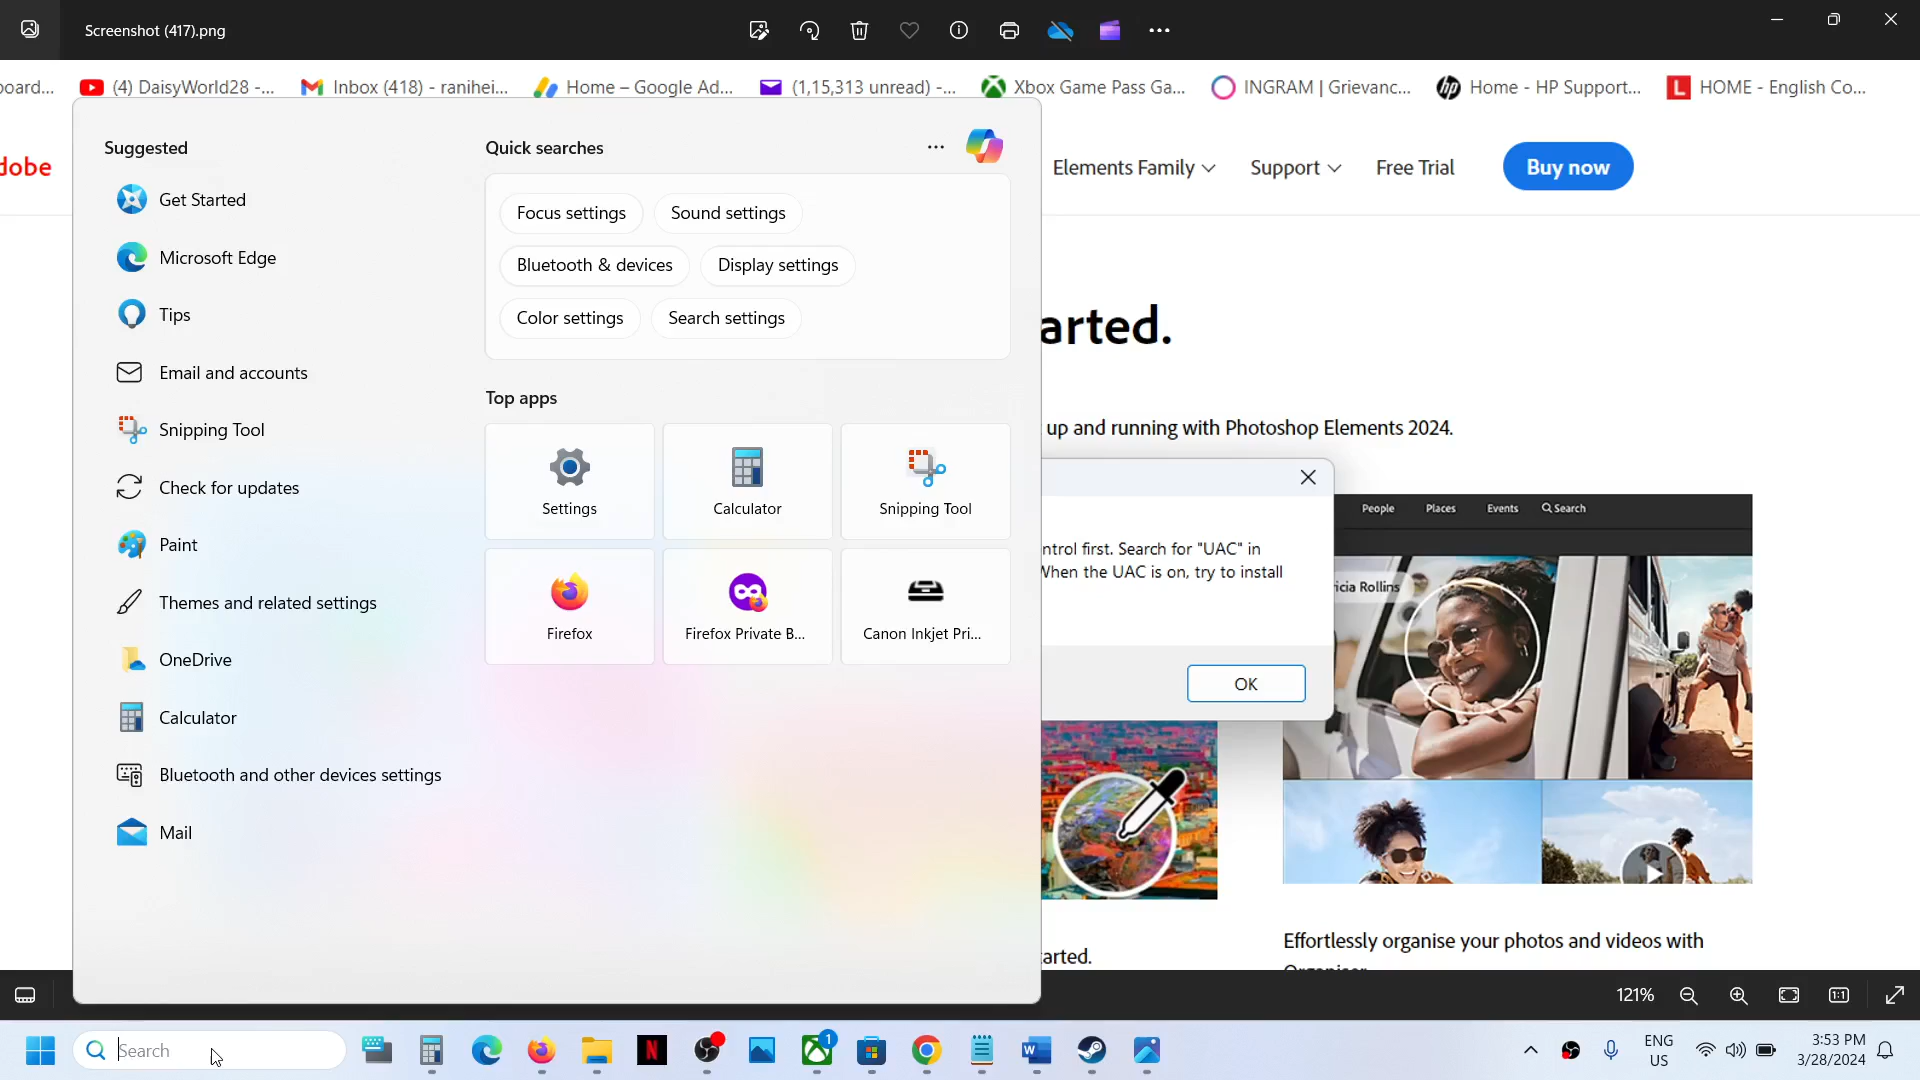 Screenshot (417).png
oard...
(4) DaisyWorld28 -...
Inbox (418) - ranihei...
Home – Google Ad...
(1,15,313 unread) -...
Xbox Game Pass Ga...
INGRAM | Grievanc...
Home - HP Support...
HOME - English Co...
Suggested
Get Started
Microsoft Edge
Tips
Email and accounts
Snipping Tool
Check for updates
Paint
Themes and related settings
OneDrive
Calculator
Bluetooth and other devices settings
Mail
Quick searches
Focus settings
Sound settings
Bluetooth & devices
Display settings
Color settings
Search settings
Top apps
Settings
Calculator
Snipping Tool
Firefox
Firefox Private B...
Canon Inkjet Pri...
dobe
Elements Family
Support
Free Trial
Buy now
arted.
up and running with Photoshop Elements 2024.
ntrol first. Search for "UAC" in
When the UAC is on, try to install
OK
People
Places
Events
Search
ricia Rollins
arted.
Effortlessly organise your photos and videos with
121%
Search
1
ENG
US
3:53 PM
3/28/2024